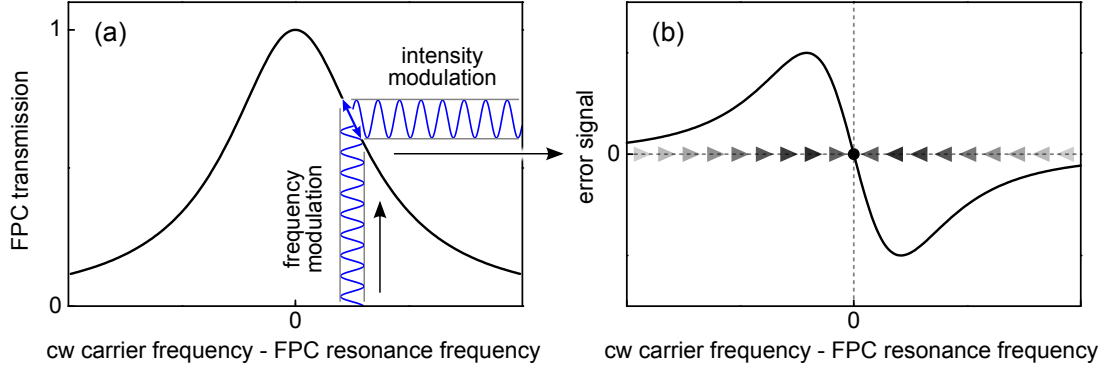 (a)
1
FPC transmission
intensity
modulation
frequency
modulation
0
0
cw carrier frequency - FPC resonance frequency
(b)
error signal
0
0
cw carrier frequency - FPC resonance frequency